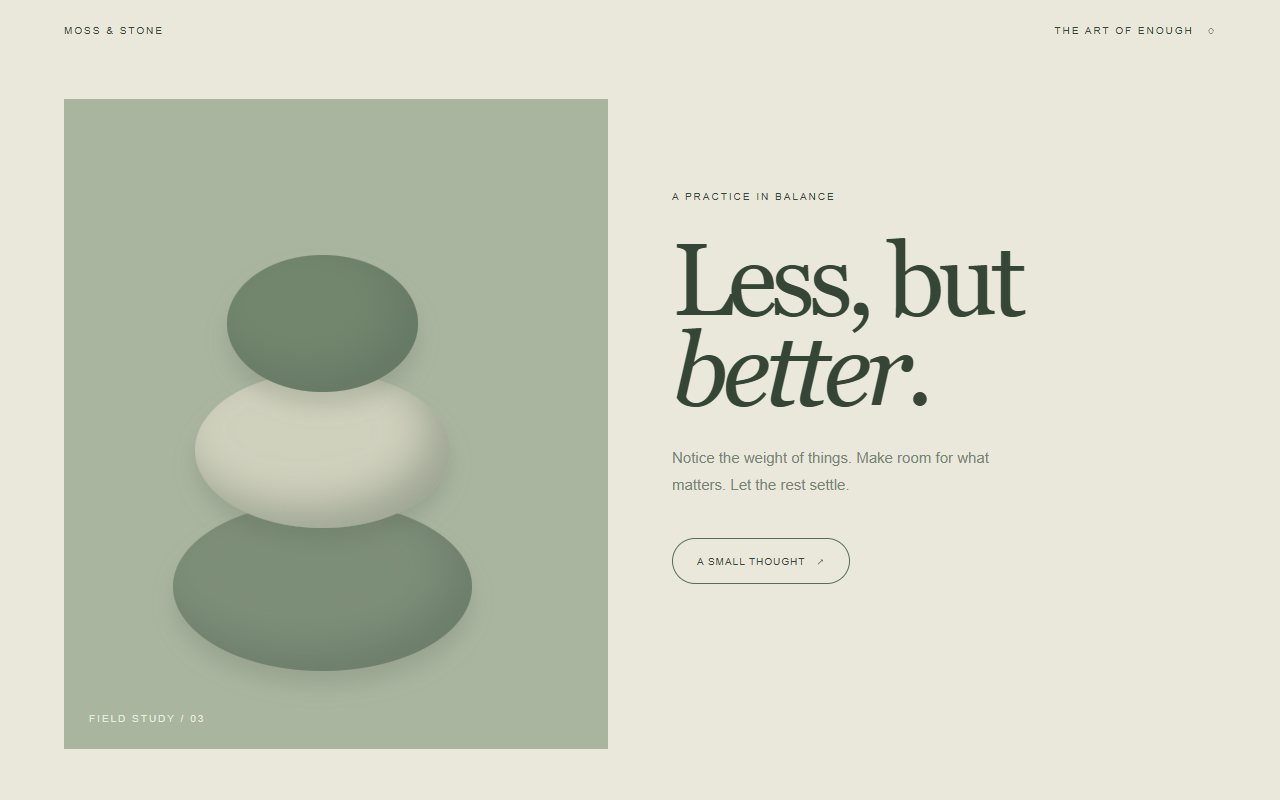 MOSS & STONE
THE ART OF ENOUGH
A PRACTICE IN BALANCE
Less, but
better.
Notice the weight of things. Make room for what
matters. Let the rest settle.
A SMALL THOUGHT ↗
FIELD STUDY / 03